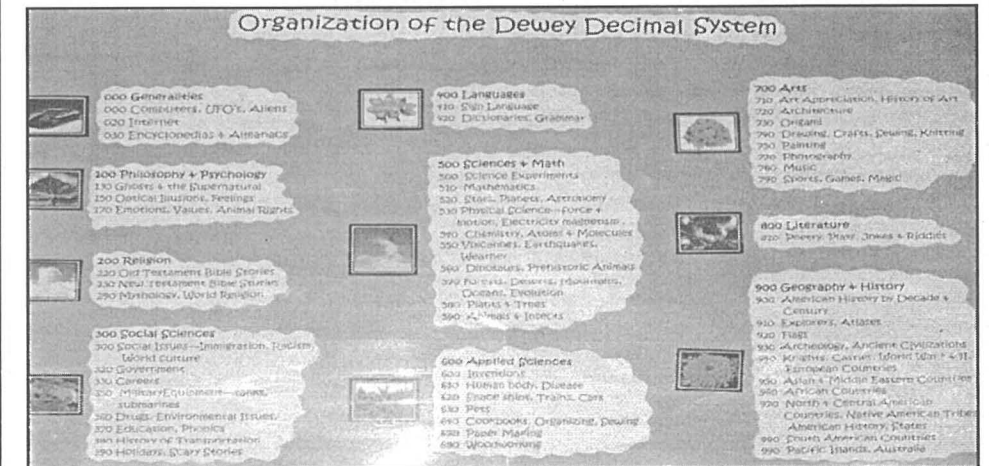 Organization of the Dewey Decimal System
000 Generalities
000 Computers, UFO's, Aliens
020 Internet
030 Encyclopedias + Almanacs
100 Philosophy + Psychology
130 Ghosts + the Supernatural
150 Optical Illusions, Feelings
170 Emotions, Values, Animal Rights
200 Religion
220 Old Testament Bible Stories
230 New Testament Bible Stories
290 Mythology, World Religion
300 Social Sciences
300 Social Issues—Immigration, Racism,
World Culture
320 Government
330 Careers
350 Military Equipment—tanks,
submarines
360 Drugs, Environmental Issues,
370 Education, Phonics
380 History of Transportation
390 Holidays, Scary Stories
400 Languages
410 Sign Language
420 Dictionaries, Grammar
500 Sciences + Math
500 Science Experiments
510 Mathematics
520 Stars, Planets, Astronomy
530 Physical Science—Force +
Motion, Electricity magnetism
540 Chemistry, Atoms + Molecules
550 Volcanoes, Earthquakes,
Weather
560 Dinosaurs, Prehistoric Animals
Forests, Deserts, Mountains,
Oceans, Evolution
580 Plants + Trees
590 Animals + Insects
600 Applied Sciences
600 Inventions
Human body, Disease
620 Space ships, Trains, Cars
630 Pets
640 Cookbooks, Organizing, Sewing
Paper Making
Woodworking
700 Arts
710 Art Appreciation, History of Art
720 Architecture
730 Origami
Drawing, Crafts, Sewing, Knitting
750 Painting
770 Photography
780 Music
790 Sports, Games, Magic
800 Literature
810 Poetry, Plays, Jokes + Riddles
900 Geography + History
900 American History by Decade +
Century
910 Explorers, Atlases
920 Flags
930 Archeology, Ancient Civilizations
940 Knights, Castles, World War
European Countries
950 Asian + Middle Eastern Countries
960 African Countries
970 North + Central American
Countries, Native American Tribes
American History, States
980 South American Countries
990 Pacific Islands, Australia